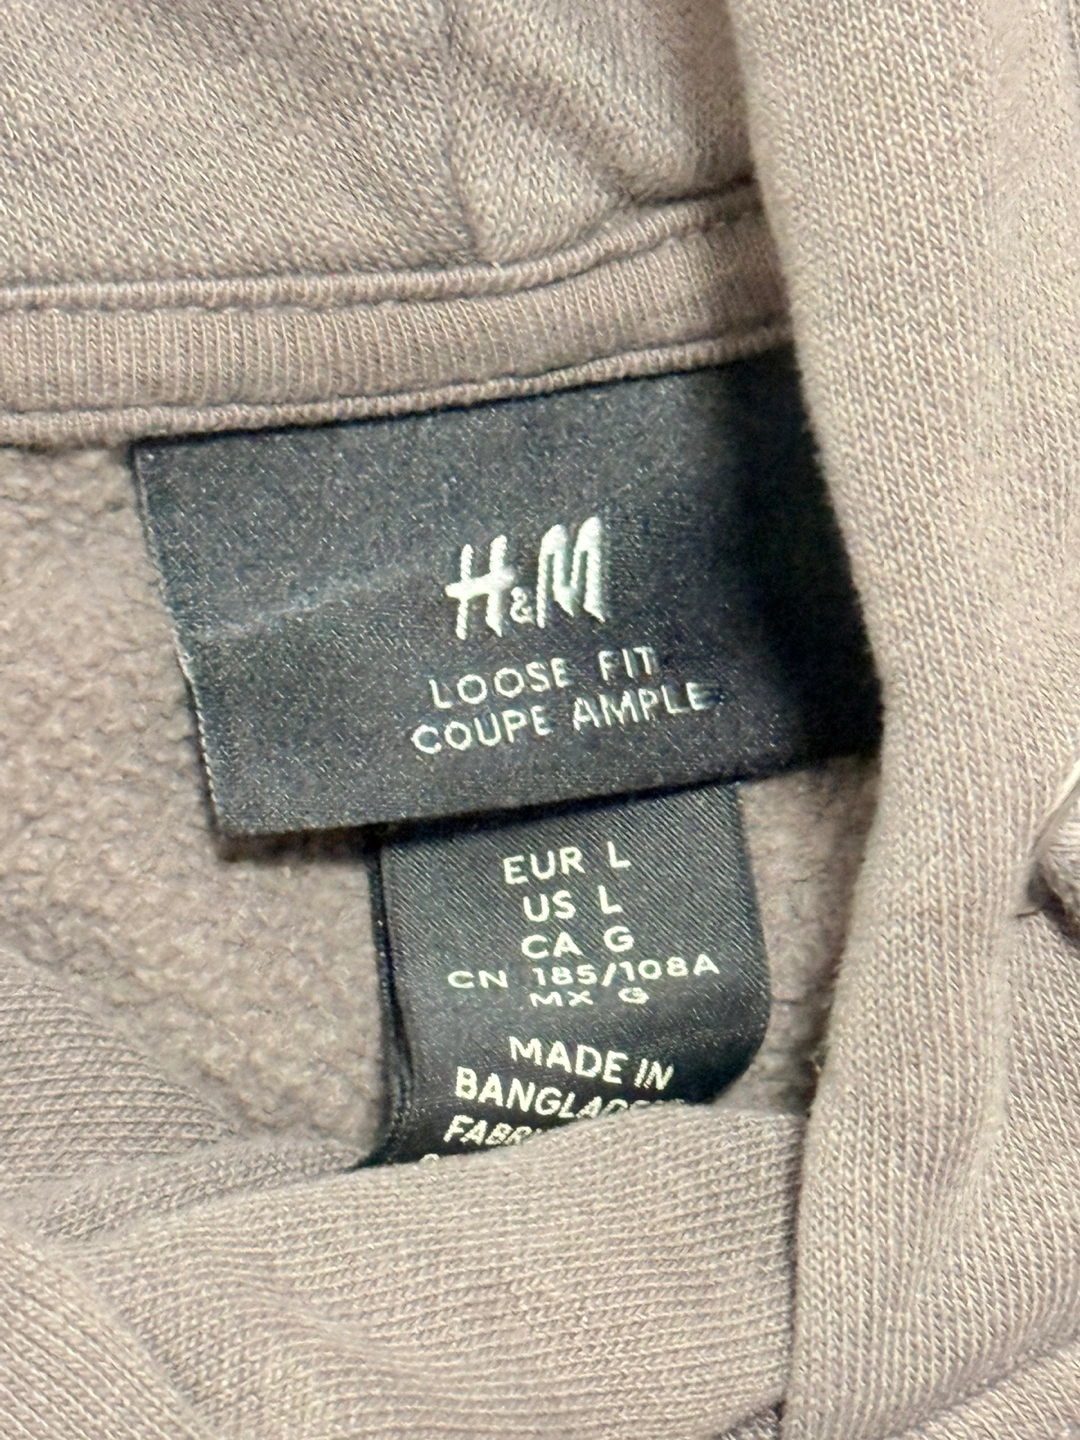 H&M
LOOSE FIT
COUPE AMPLE
EUR L
US L
CA G
CN 185/108A
MX G
MADE IN